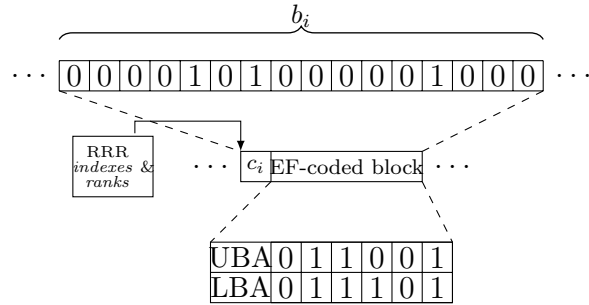 b_i
··· 0 0 0 0 1 0 1 0 0 0 0 0 1 0 0 0 ···
RRR
indexes &
ranks
··· c_i EF-coded block ···
UBA 0 1 1 0 0 1
LBA 0 1 1 1 0 1